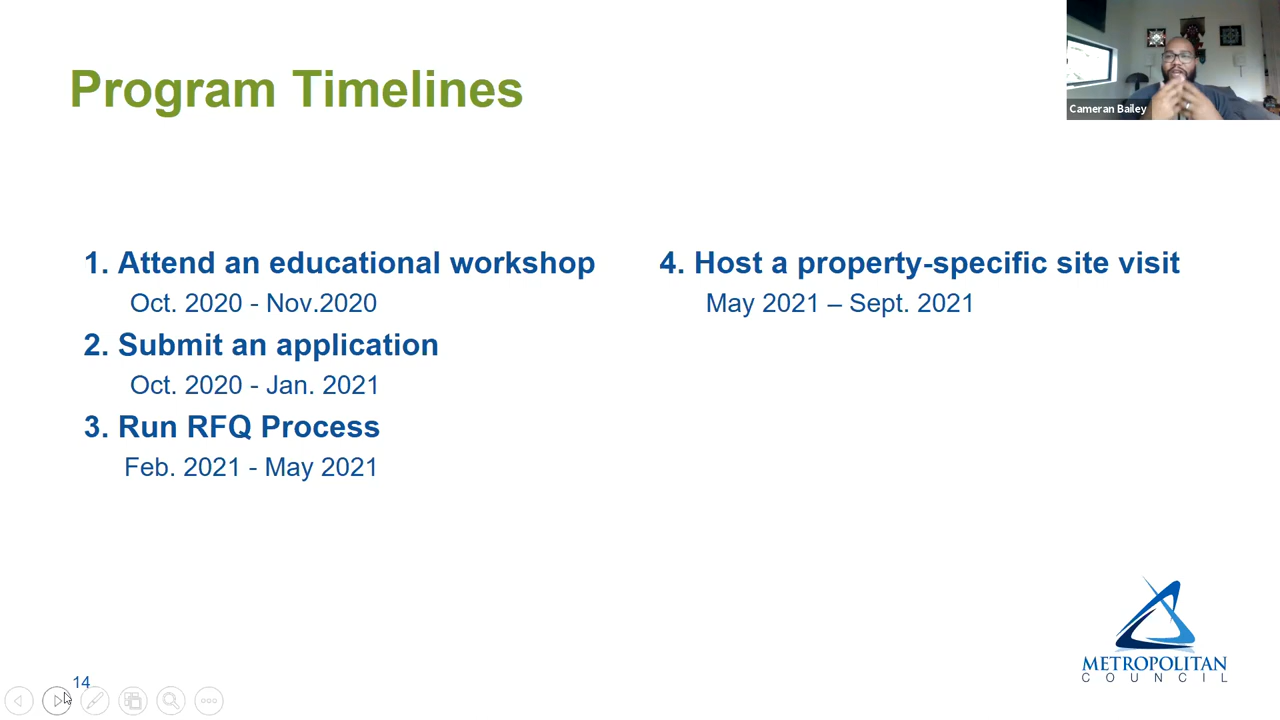 Program Timelines
Cameran Bailey
1. Attend an educational workshop
Oct. 2020 - Nov.2020
2. Submit an application
Oct. 2020 - Jan. 2021
3. Run RFQ Process
Feb. 2021 - May 2021
4. Host a property-specific site visit
May 2021 – Sept. 2021
METROPOLITAN
COUNCIL
14